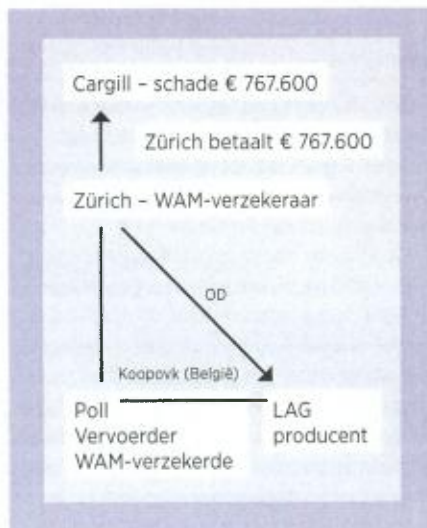 Cargill – schade € 767.600
Zürich betaalt € 767.600
Zürich – WAM-verzekeraar
OD
Koopovk (België)
Poll LAG
Vervoerder producent
WAM-verzekerde